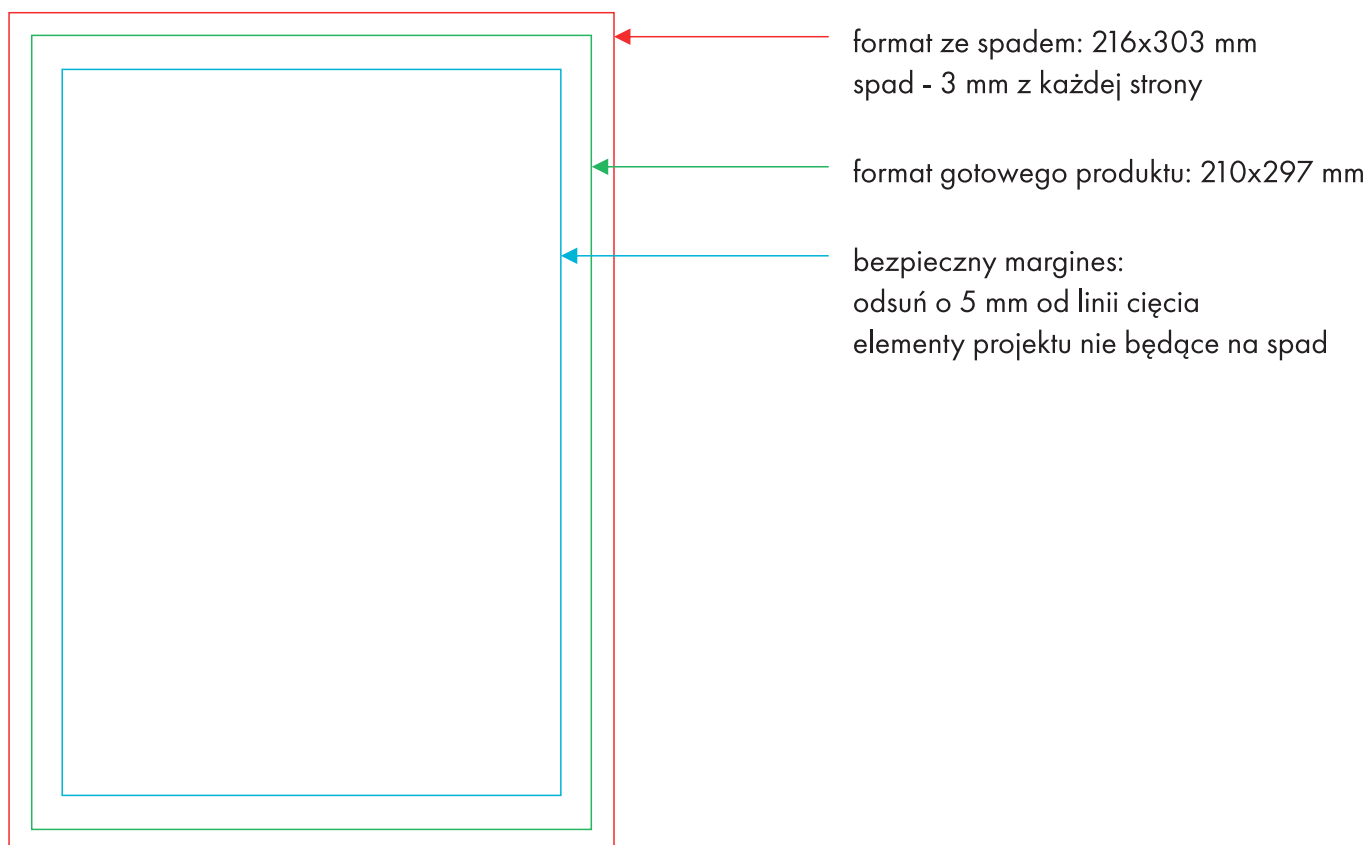 format ze spadem: 216x303 mm
spad - 3 mm z każdej strony
format gotowego produktu: 210x297 mm
bezpieczny margines:
odsuń o 5 mm od linii cięcia
elementy projektu nie będące na spad